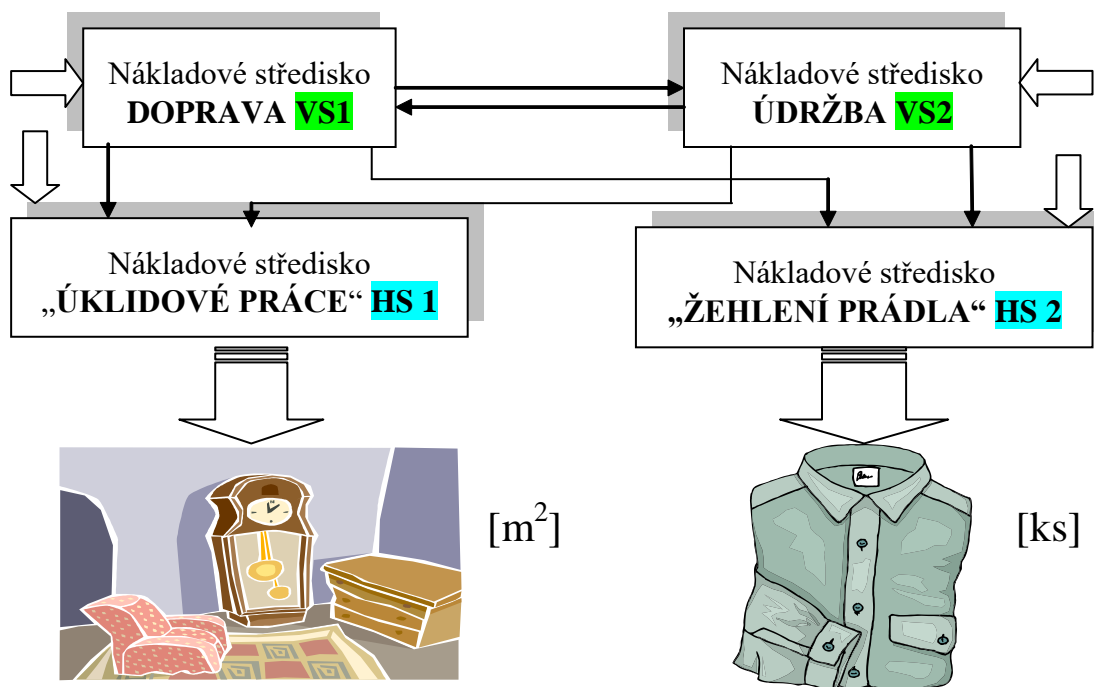 Nákladové středisko
DOPRAVA VS1
Nákladové středisko
ÚDRŽBA VS2
Nákladové středisko
„ÚKLIDOVÉ PRÁCE“ HS 1
Nákladové středisko
„ŽEHLENÍ PRÁDLA“ HS 2
[m²]
[ks]